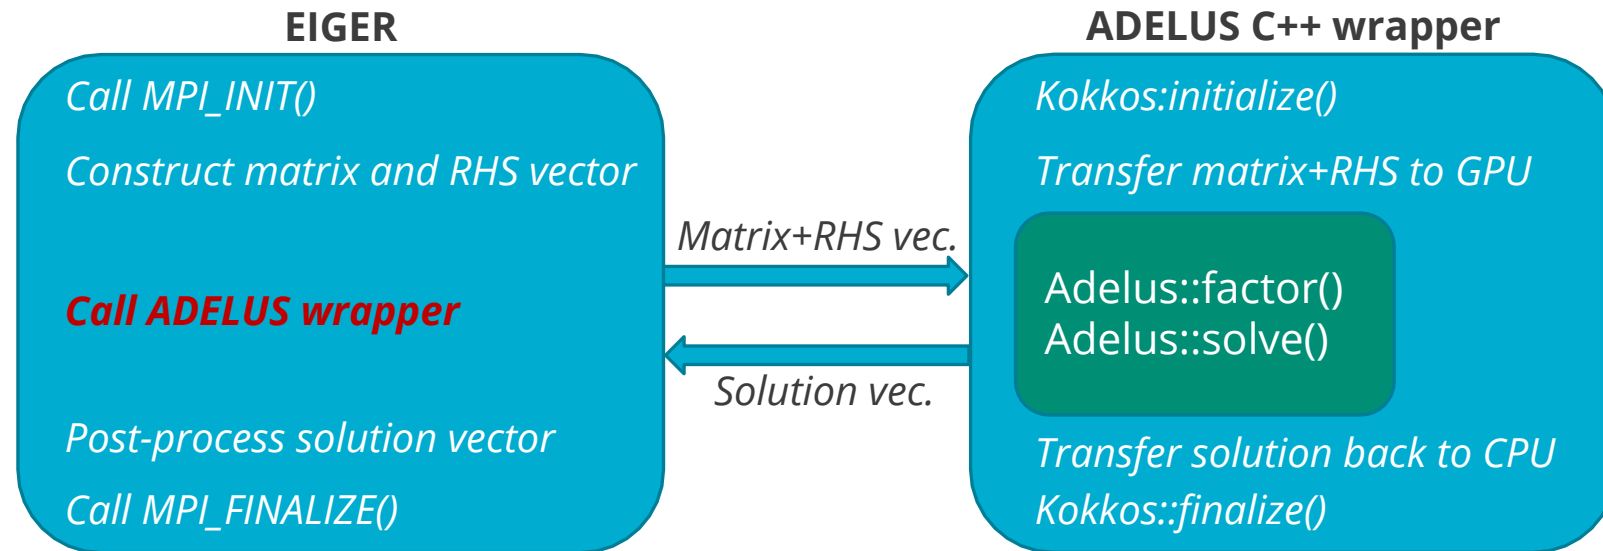 EIGER
Call MPI_INIT()
Construct matrix and RHS vector
Call ADELUS wrapper
Post-process solution vector
Call MPI_FINALIZE()
Matrix+RHS vec.
Solution vec.
ADELUS C++ wrapper
Kokkos:initialize()
Transfer matrix+RHS to GPU
Adelus::factor()
Adelus::solve()
Transfer solution back to CPU
Kokkos::finalize()